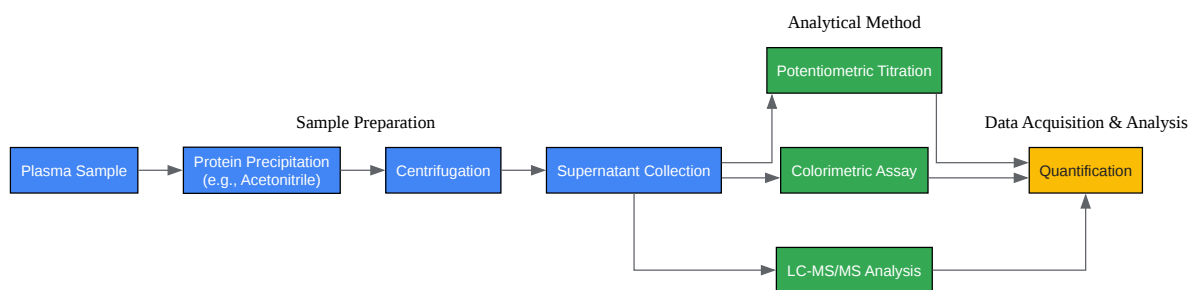 Analytical Method
Potentiometric Titration
Sample Preparation
Data Acquisition & Analysis
Plasma Sample
Protein Precipitation
(e.g., Acetonitrile)
Centrifugation
Supernatant Collection
Colorimetric Assay
Quantification
LC-MS/MS Analysis